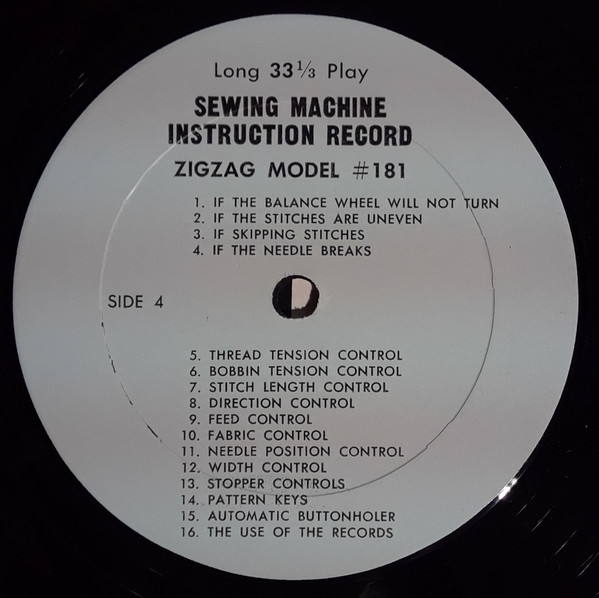 Long 33⅓ Play
SEWING MACHINE
INSTRUCTION RECORD
ZIGZAG MODEL #181
1. IF THE BALANCE WHEEL WILL NOT TURN
2. IF THE STITCHES ARE UNEVEN
3. IF SKIPPING STITCHES
4. IF THE NEEDLE BREAKS
SIDE 4
5. THREAD TENSION CONTROL
6. BOBBIN TENSION CONTROL
7. STITCH LENGTH CONTROL
8. DIRECTION CONTROL
9. FEED CONTROL
10. FABRIC CONTROL
11. NEEDLE POSITION CONTROL
12. WIDTH CONTROL
13. STOPPER CONTROLS
14. PATTERN KEYS
15. AUTOMATIC BUTTONHOLER
16. THE USE OF THE RECORDS